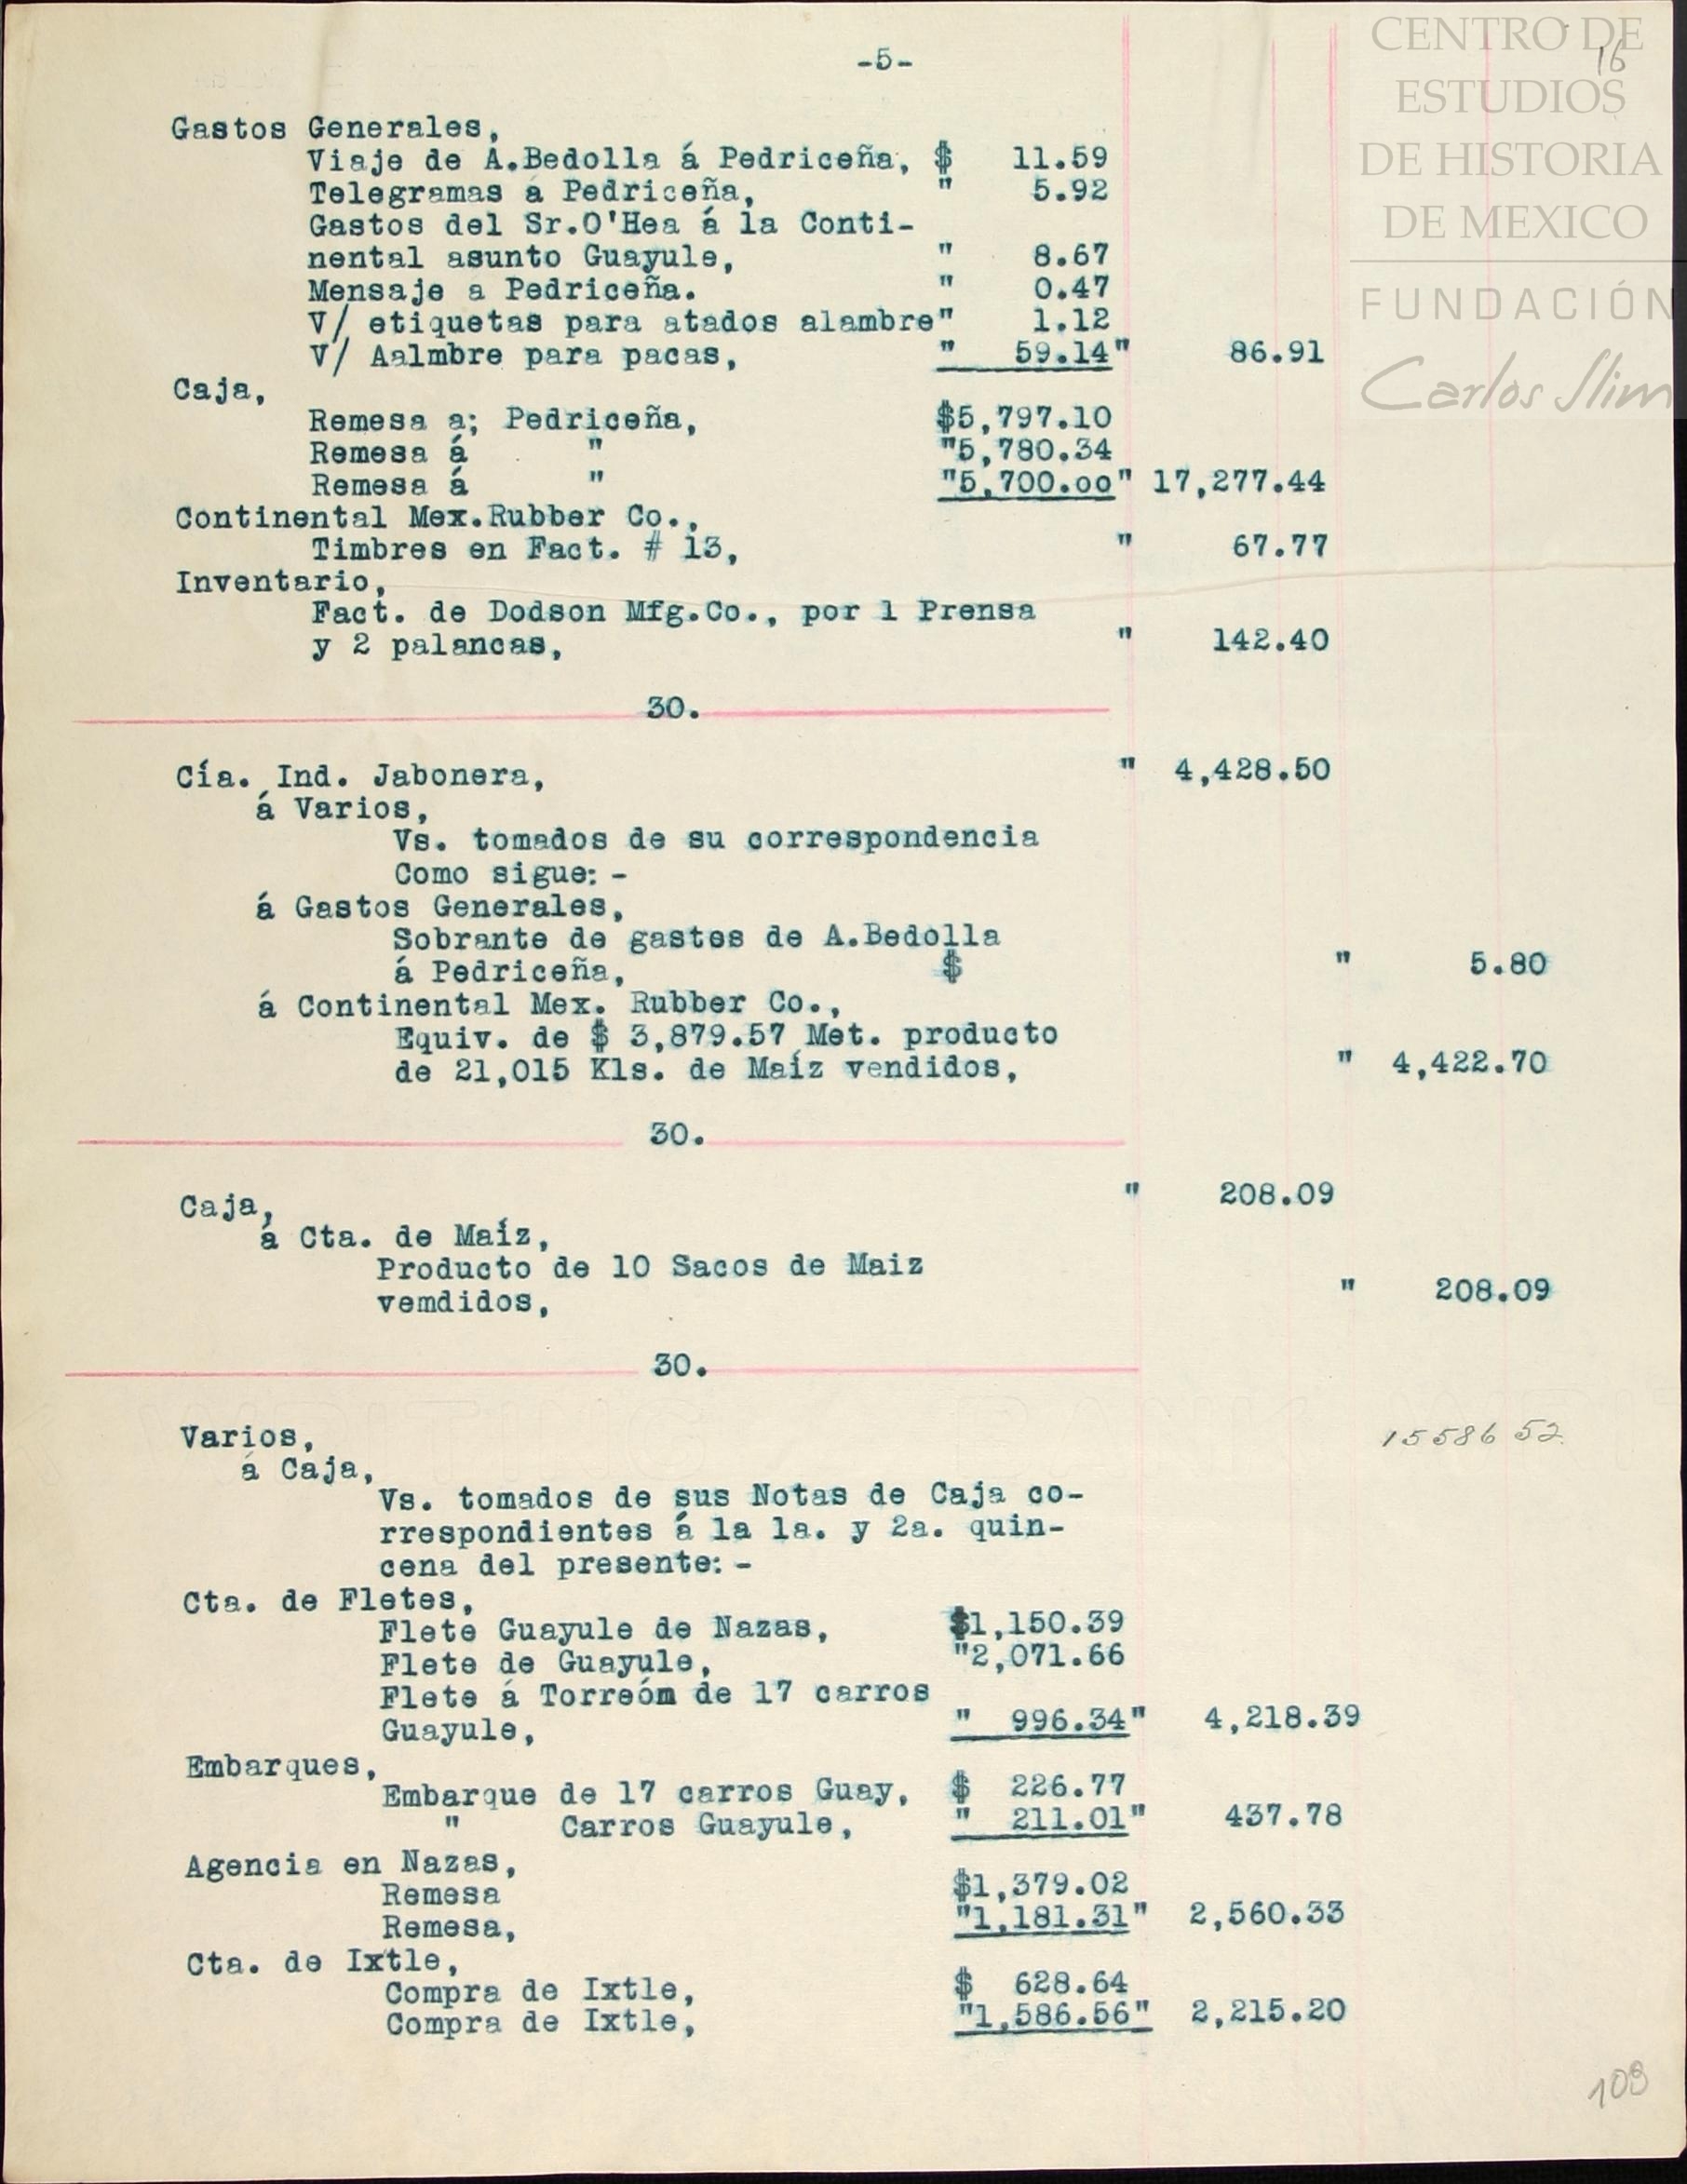 -5-
16
CENTRO DE
ESTUDIOS
DE HISTORIA
DE MEXICO
FUNDACIÓN
Carlos Slim
Gastos Generales,
Viaje de A.Bedolla á Pedriceña, $ 11.59
Telegramas a Pedriceña, " 5.92
Gastos del Sr.O'Hea á la Conti-
nental asunto Guayule, " 8.67
Mensaje a Pedriceña. " 0.47
V/ etiquetas para atados alambre" 1.12
V/ Aalmbre para pacas, " 59.14" 86.91
Caja,
Remesa a; Pedriceña, $5,797.10
Remesa á " "5,780.34
Remesa á " "5,700.oo" 17,277.44
Continental Mex.Rubber Co.,
Timbres en Fact. # 13, " 67.77
Inventario,
Fact. de Dodson Mfg.Co., por 1 Prensa
y 2 palancas, " 142.40
30.
Cía. Ind. Jabonera, " 4,428.50
á Varios,
Vs. tomados de su correspondencia
Como sigue:-
á Gastos Generales,
Sobrante de gastos de A.Bedolla
á Pedriceña, $ " 5.80
á Continental Mex. Rubber Co.,
Equiv. de $ 3,879.57 Met. producto
de 21,015 Kls. de Maíz vendidos, " 4,422.70
30.
Caja, " 208.09
á Cta. de Maíz,
Producto de 10 Sacos de Maiz
vemdidos, " 208.09
30.
Varios, 15586 52
á Caja,
Vs. tomados de sus Notas de Caja co-
rrespondientes á la 1a. y 2a. quin-
cena del presente:-
Cta. de Fletes,
Flete Guayule de Nazas, $1,150.39
Flete de Guayule, "2,071.66
Flete á Torreóm de 17 carros
Guayule, " 996.34" 4,218.39
Embarques,
Embarque de 17 carros Guay, $ 226.77
" Carros Guayule, " 211.01" 437.78
Agencia en Nazas,
Remesa $1,379.02
Remesa, "1,181.31" 2,560.33
Cta. de Ixtle,
Compra de Ixtle, $ 628.64
Compra de Ixtle, "1,586.56" 2,215.20
108